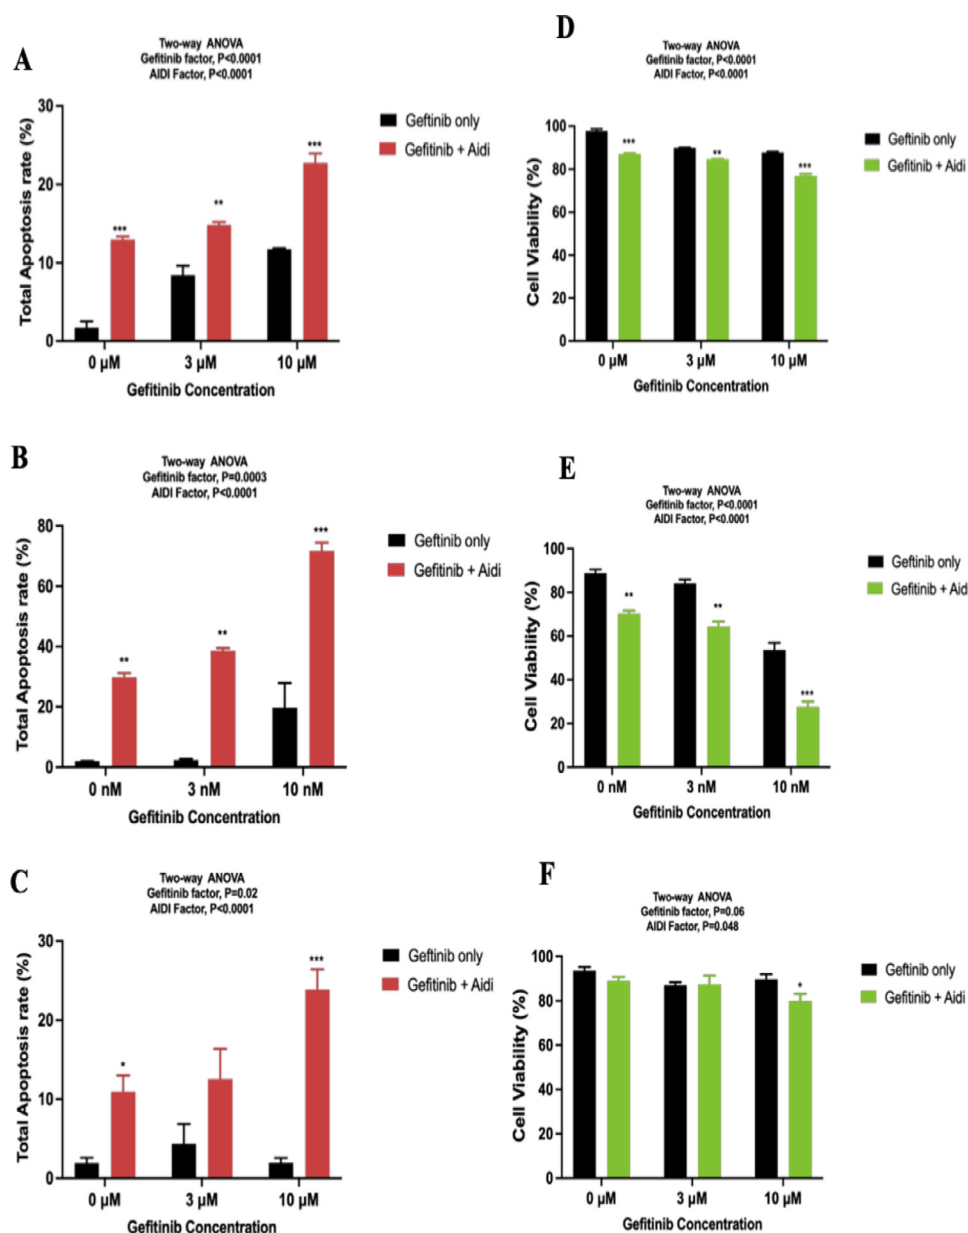 A
Two-way ANOVA
Gefitinib factor, P<0.0001
AIDI Factor, P<0.0001
Total Apoptosis rate (%)
30
20
10
0
***
**
***
0 μM
3 μM
10 μM
Gefitinib Concentration
Geftinib only
Gefitinib + Aidi
D
Two-way ANOVA
Gefitinib factor, P<0.0001
AIDI Factor, P<0.0001
Cell Viability (%)
100
80
60
40
20
0
***
**
***
0 μM
3 μM
10 μM
Gefitinib Concentration
Geftinib only
Gefitinib + Aidi
B
Two-way ANOVA
Gefitinib factor, P=0.0003
AIDI Factor, P<0.0001
Total Apoptosis rate (%)
80
60
40
20
0
**
**
***
0 nM
3 nM
10 nM
Gefitinib Concentration
Geftinib only
Gefitinib + Aidi
E
Two-way ANOVA
Gefitinib factor, P<0.0001
AIDI Factor, P<0.0001
Cell Viability (%)
100
80
60
40
20
0
**
**
***
0 nM
3 nM
10 nM
Gefitinib Concentration
Geftinib only
Gefitinib + Aidi
C
Two-way ANOVA
Gefitinib factor, P=0.02
AIDI Factor, P<0.0001
Total Apoptosis rate (%)
30
20
10
0
*
***
0 μM
3 μM
10 μM
Gefitinib Concentration
Geftinib only
Gefitinib + Aidi
F
Two-way ANOVA
Gefitinib factor, P=0.06
AIDI Factor, P=0.048
Cell Viability (%)
100
80
60
40
20
0
*
0 μM
3 μM
10 μM
Gefitinib Concentration
Geftinib only
Gefitinib + Aidi